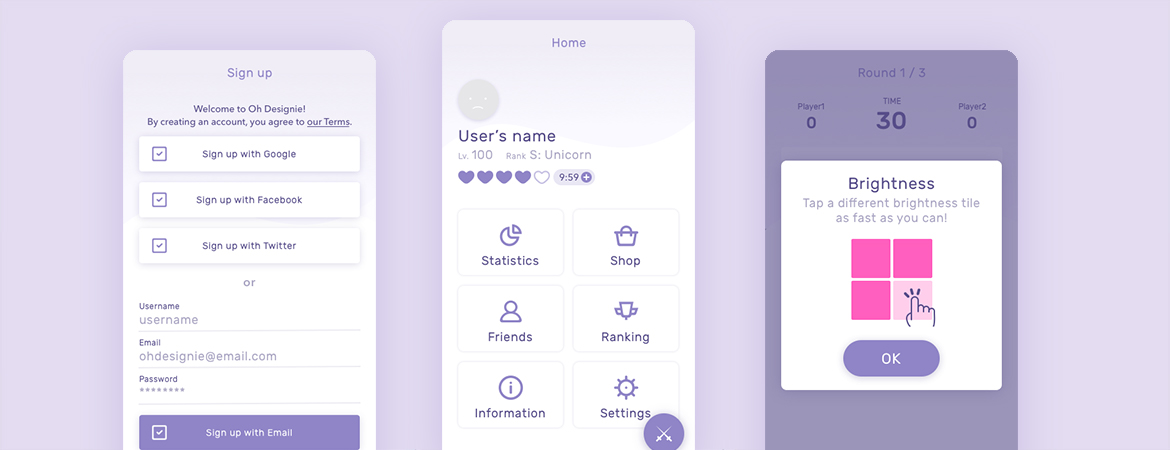 Sign up
Welcome to Oh Designie!
By creating an account, you agree to our Terms.
Sign up with Google
Sign up with Facebook
Sign up with Twitter
or
Username
username
Email
ohdesignie@email.com
Password
********
Sign up with Email
Home
User's name
Lv. 100 Rank S: Unicorn
9:59
Statistics
Shop
Friends
Ranking
Information
Settings
Round 1 / 3
Player1
TIME
Player2
0
30
0
Brightness
Tap a different brightness tile
as fast as you can!
OK